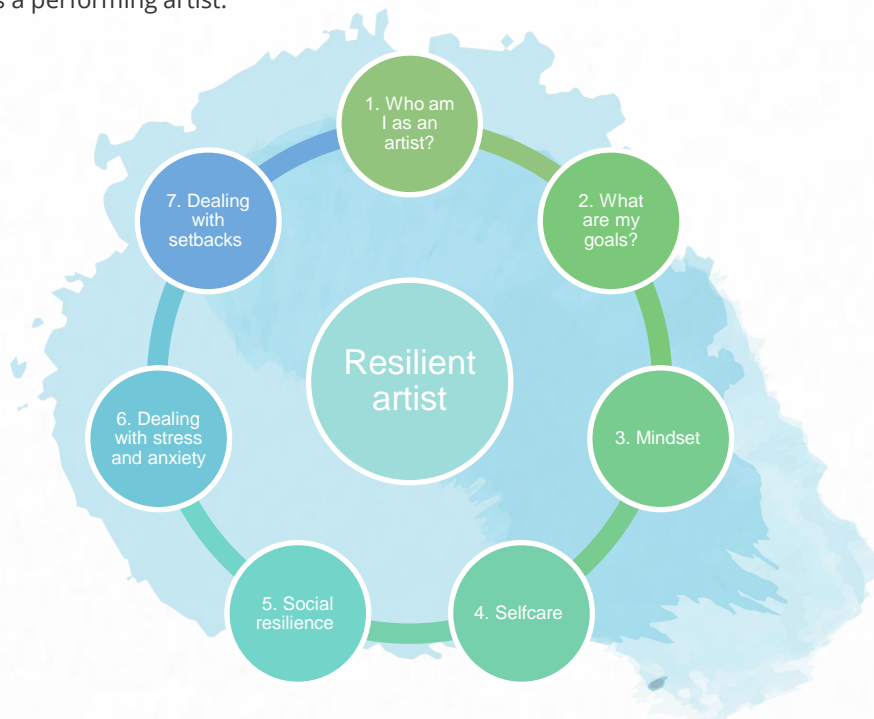 s a performing artist.
1. Who am
I as an
artist?
2. What
are my
goals?
3. Mindset
4. Selfcare
5. Social
resilience
6. Dealing
with stress
and anxiety
7. Dealing
with
setbacks
Resilient
artist